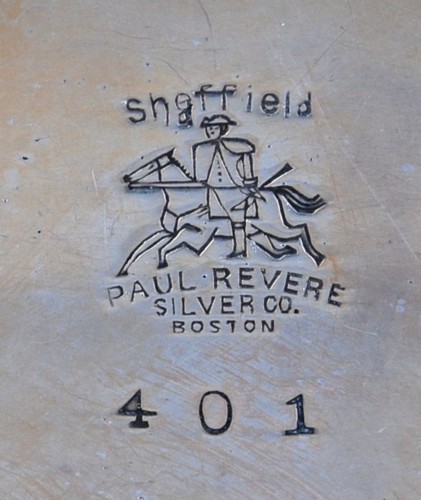 Sheffield
PAUL REVERE
SILVER CO.
BOSTON
401